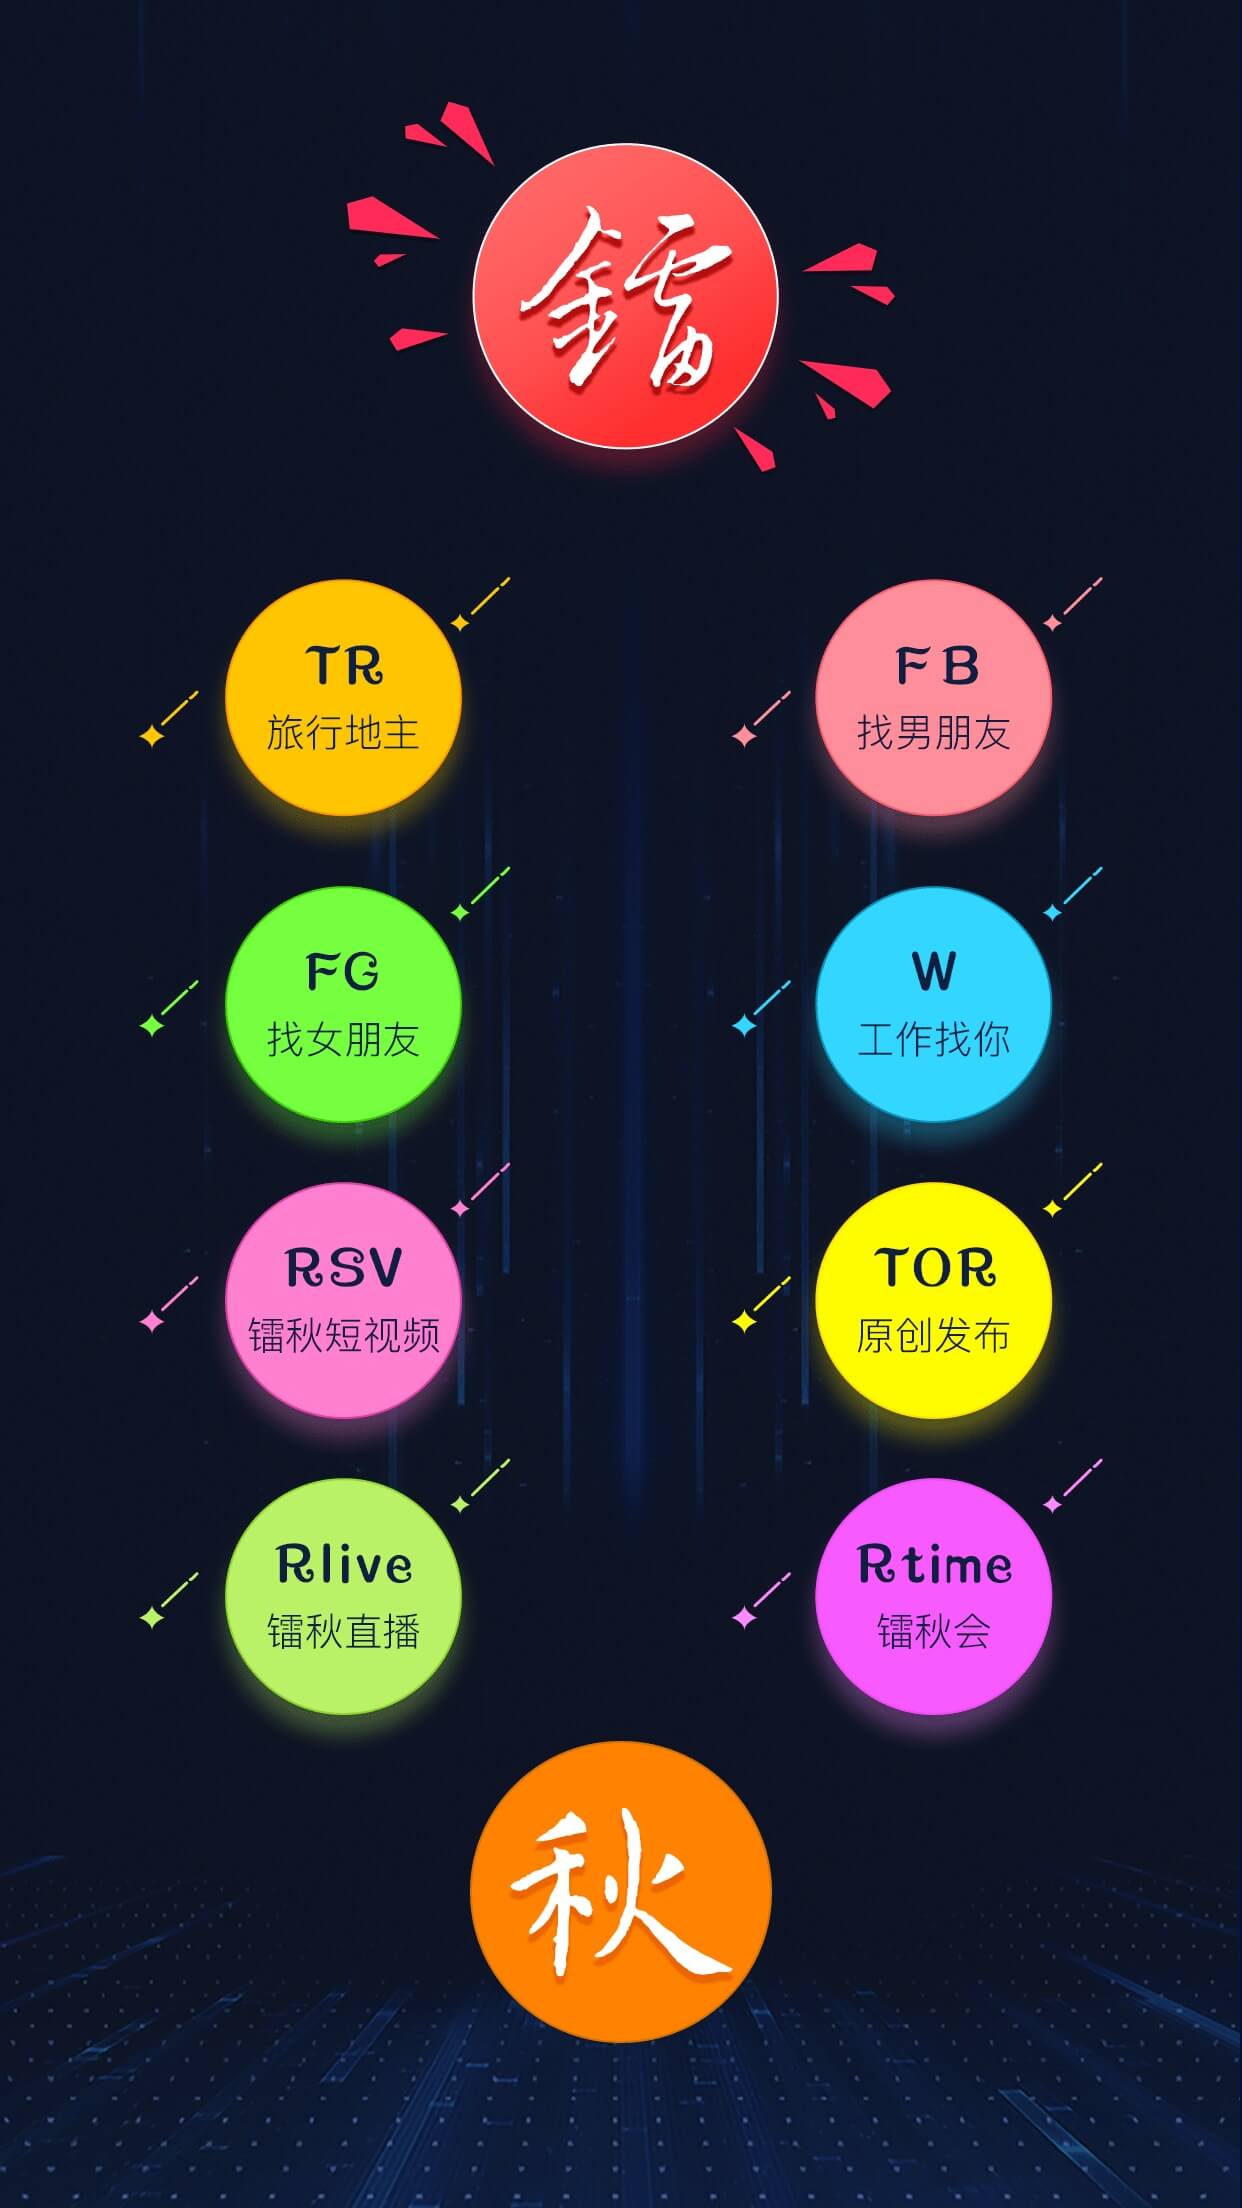 鐳
TR
旅行地主
FB
找男朋友
FG
找女朋友
W
工作找你
RSV
镭秋短视频
TOR
原创发布
Rlive
镭秋直播
Rtime
镭秋会
秋